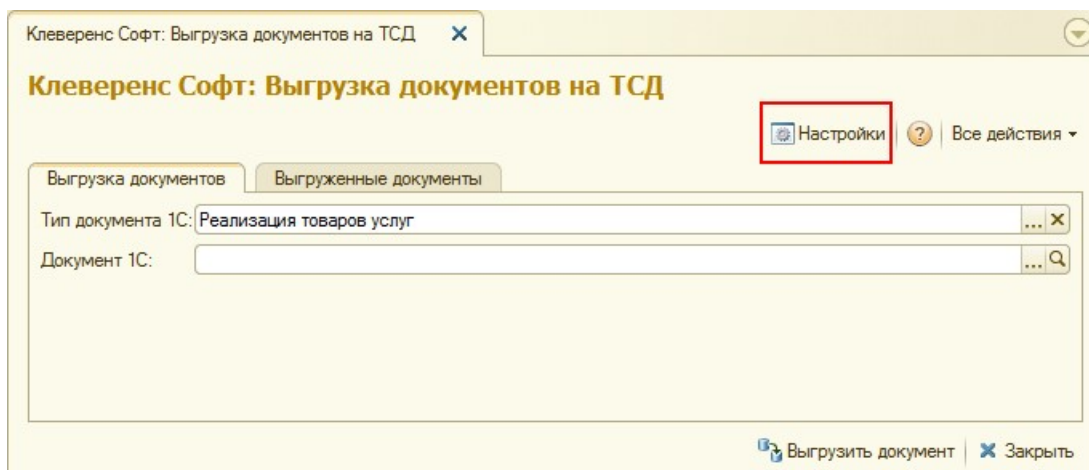 Клеверенс Софт: Выгрузка документов на ТСД
Клеверенс Софт: Выгрузка документов на ТСД
Настройки ? Все действия
Выгрузка документов Выгруженные документы
Тип документа 1С: Реализация товаров услуг ...
Документ 1С: ...
Выгрузить документ Закрыть